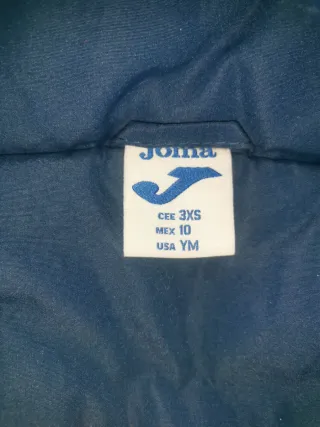 Joma
CEE 3XS
MEX 10
USA YM